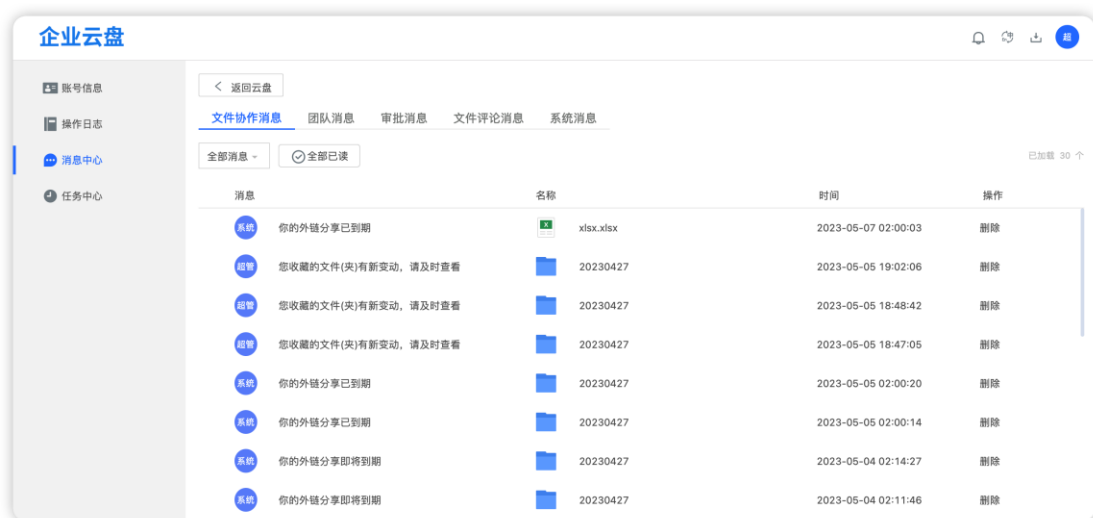 企业云盘
超
账号信息
操作日志
消息中心
任务中心
返回云盘
文件协作消息 团队消息 审批消息 文件评论消息 系统消息
全部消息 全部已读 已加载 30 个
消息 名称 时间 操作
系统 你的外链分享已到期 xlsx.xlsx 2023-05-07 02:00:03 删除
超管 您收藏的文件(夹)有新变动，请及时查看 20230427 2023-05-05 19:02:06 删除
超管 您收藏的文件(夹)有新变动，请及时查看 20230427 2023-05-05 18:48:42 删除
超管 您收藏的文件(夹)有新变动，请及时查看 20230427 2023-05-05 18:47:05 删除
系统 你的外链分享已到期 20230427 2023-05-05 02:00:20 删除
系统 你的外链分享已到期 20230427 2023-05-05 02:00:14 删除
系统 你的外链分享即将到期 20230427 2023-05-04 02:14:27 删除
系统 你的外链分享即将到期 20230427 2023-05-04 02:11:46 删除